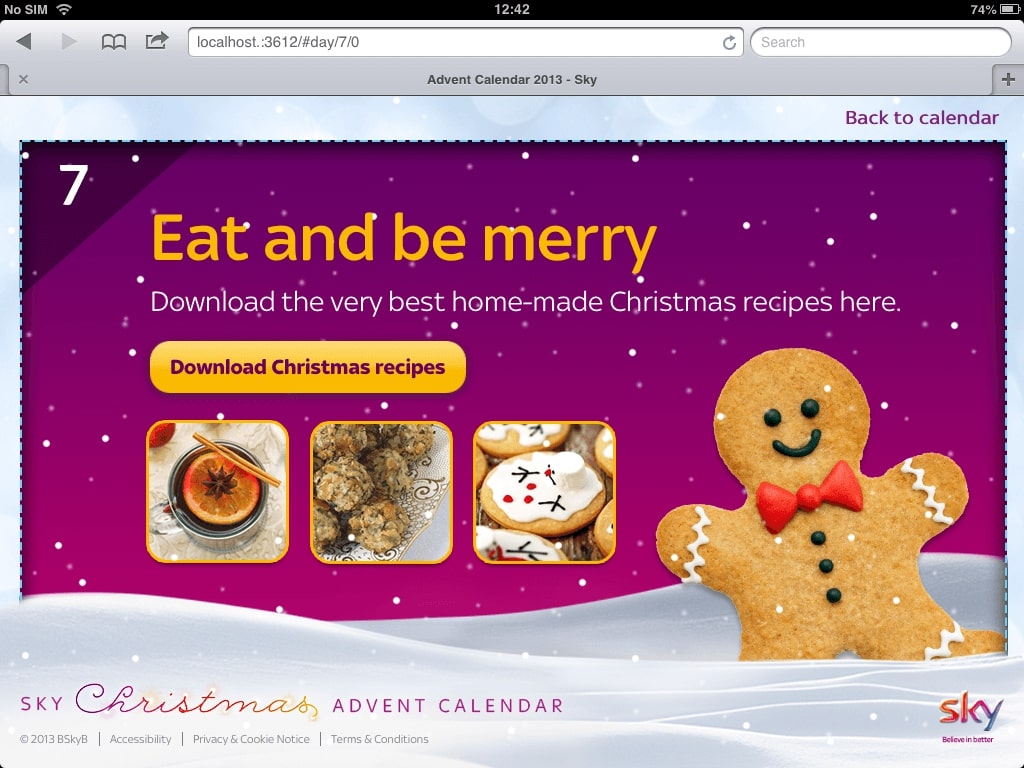 No SIM 12:42 74%
localhost.:3612/#day/7/0 Search
Advent Calendar 2013 - Sky
Back to calendar
7
Eat and be merry
Download the very best home-made Christmas recipes here.
Download Christmas recipes
SKY Christmas ADVENT CALENDAR
sky
Believe in better
© 2013 BSkyB | Accessibility | Privacy & Cookie Notice | Terms & Conditions